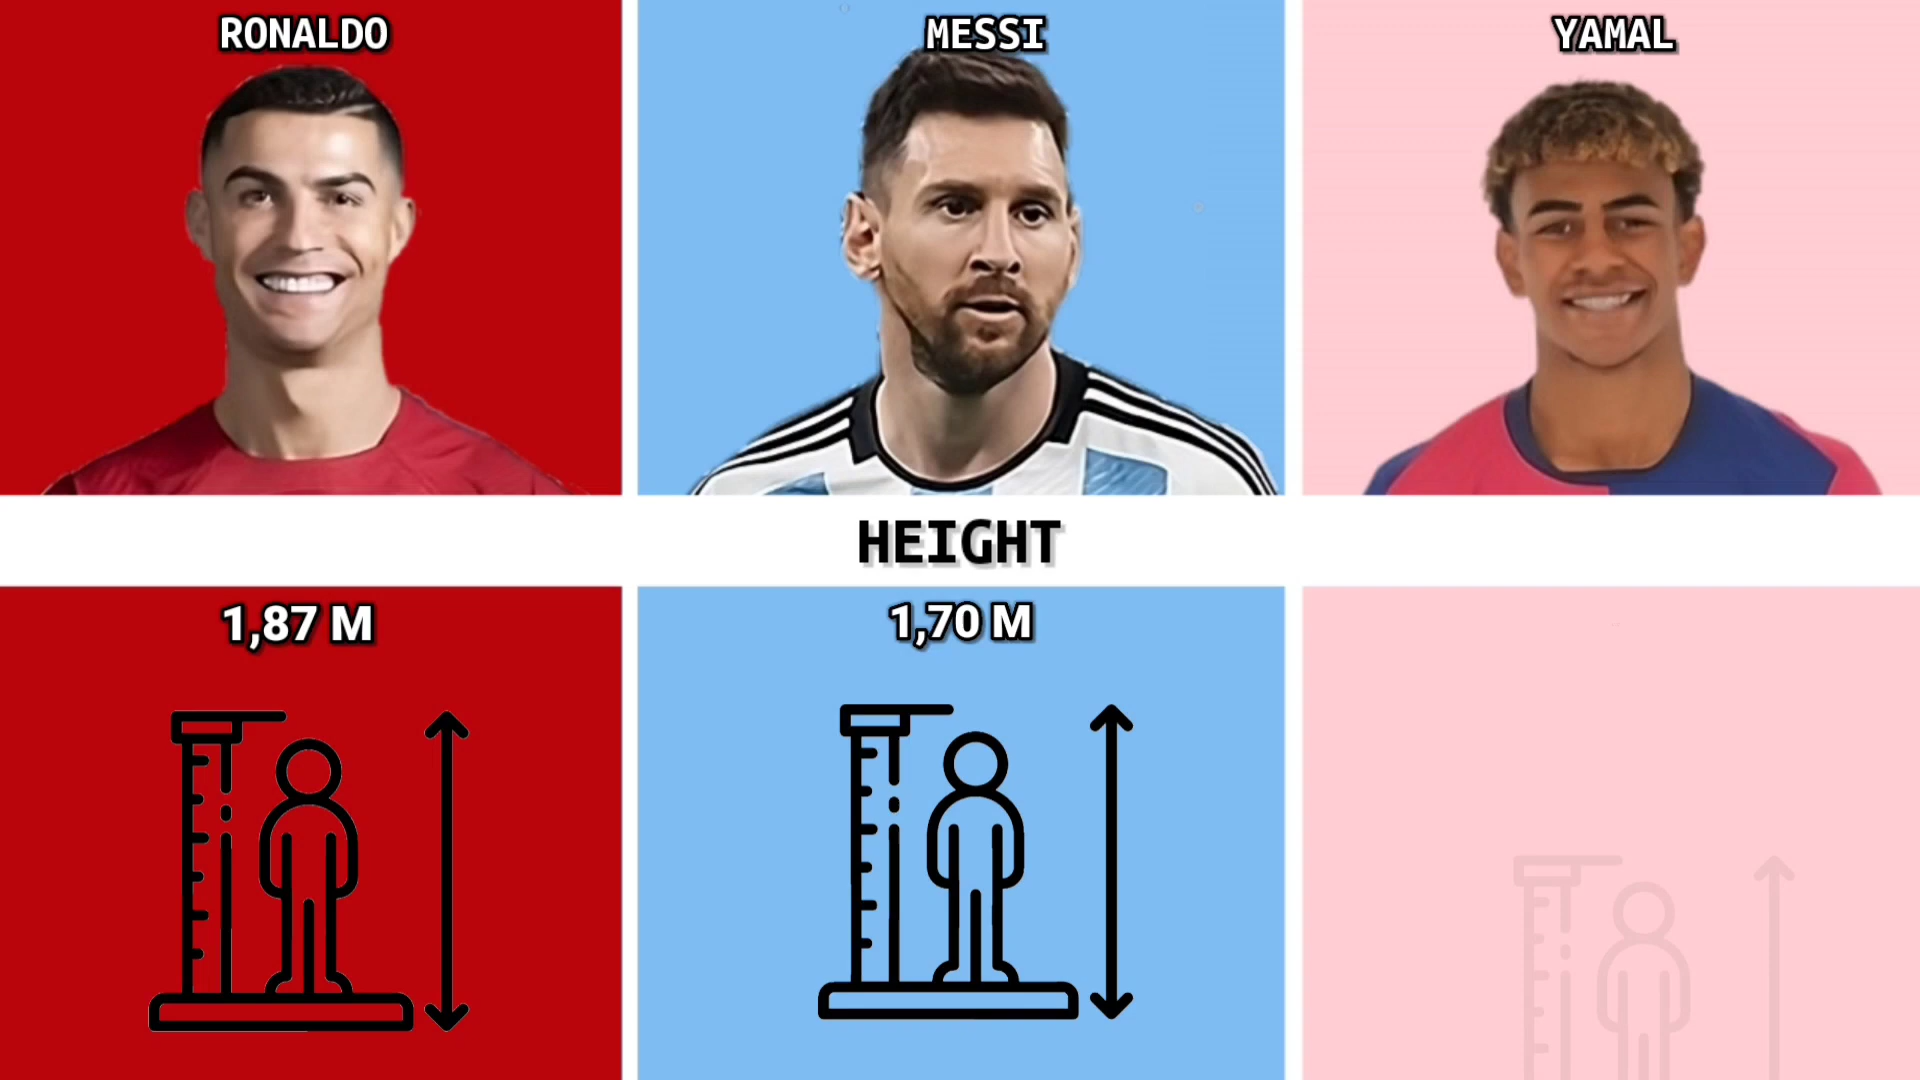 RONALDO
MESSI
YAMAL
HEIGHT
1,87 M
1,70 M